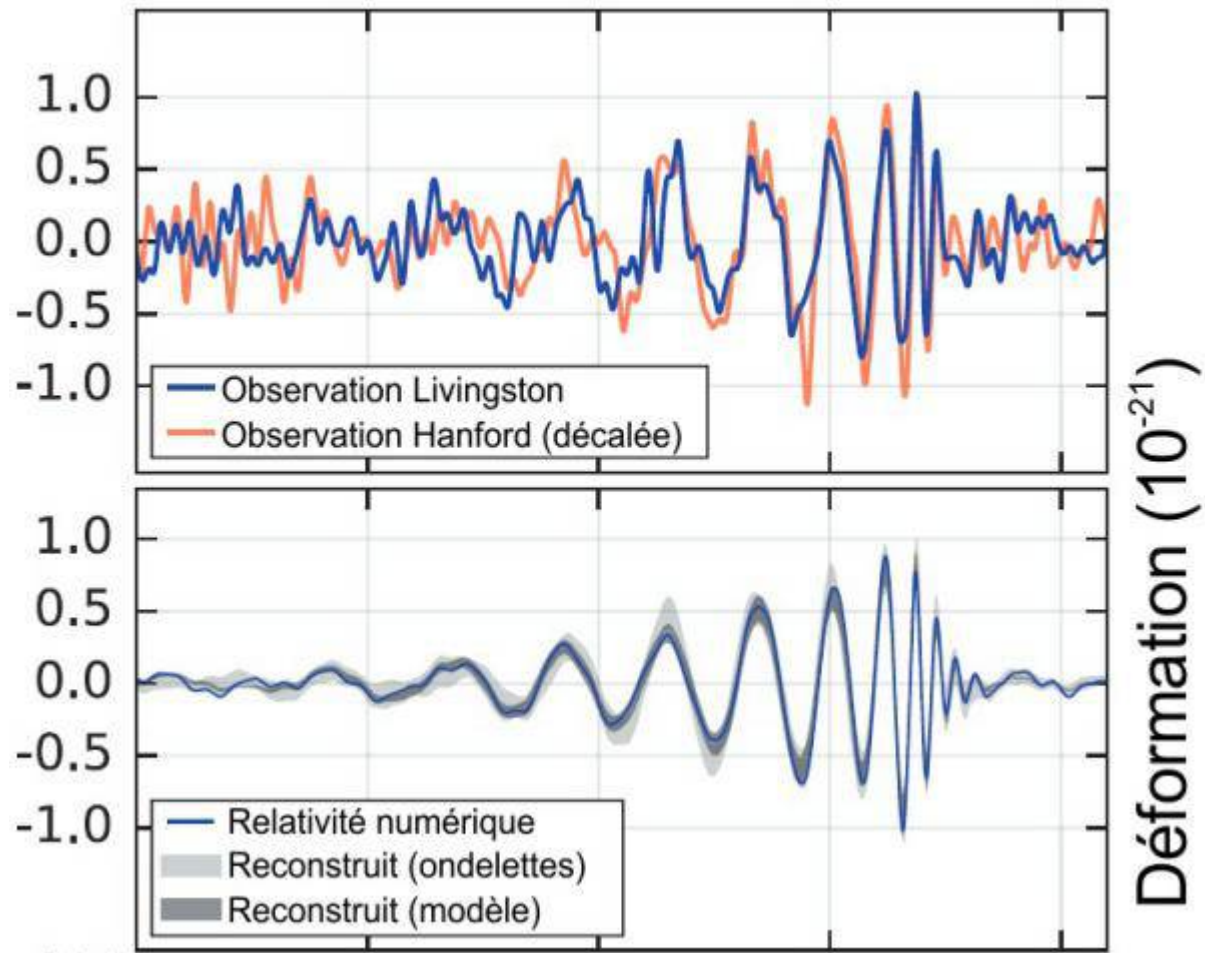 1.0
0.5
0.0
-0.5
-1.0
Observation Livingston
Observation Hanford (décalée)
1.0
0.5
0.0
-0.5
-1.0
Relativité numérique
Reconstruit (ondelettes)
Reconstruit (modèle)
Déformation (10⁻²¹)